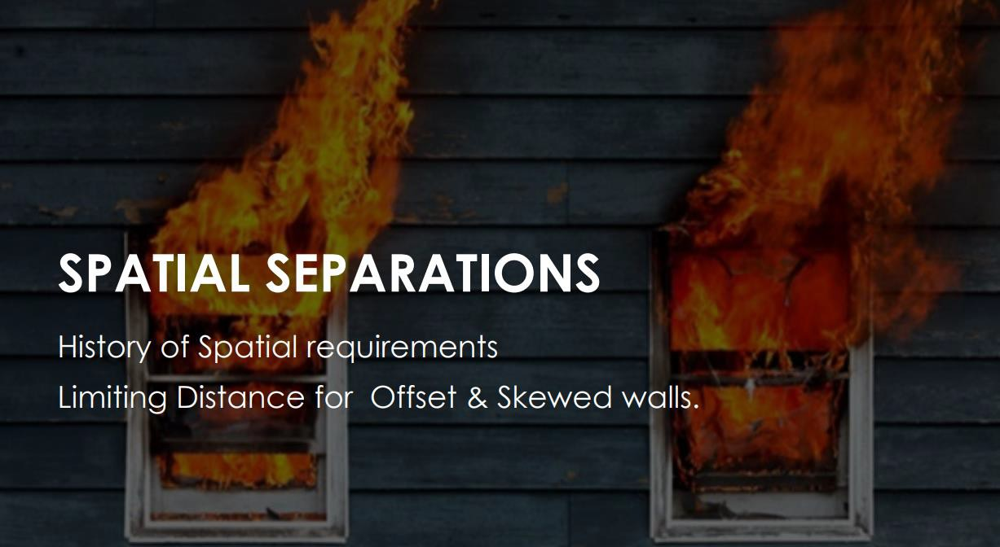 SPATIAL SEPARATIONS
History of Spatial requirements
Limiting Distance for  Offset & Skewed walls.